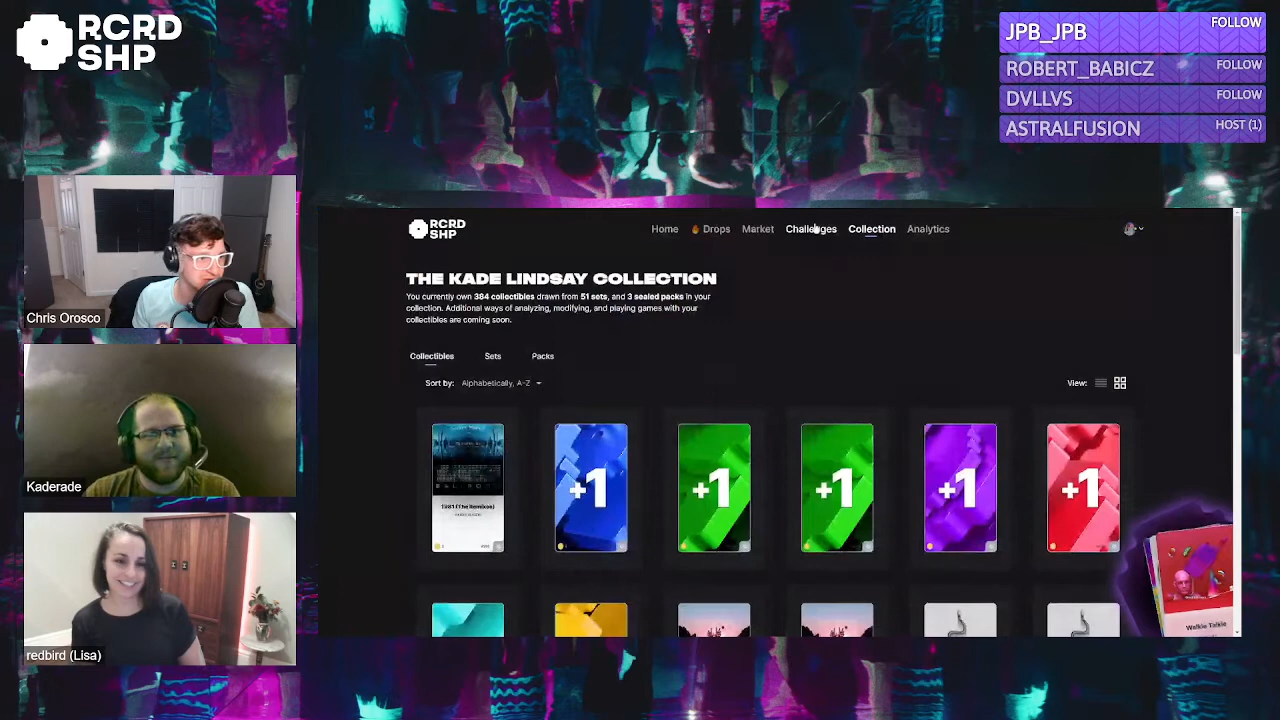 RCRD
SHP
JPB_JPB FOLLOW
ROBERT_BABICZ FOLLOW
DVLLVS FOLLOW
ASTRALFUSION HOST (1)
Chris Orosco
Kaderade
redbird (Lisa)
RCRD
SHP
Home Drops Market Challenges Collection Analytics
THE KADE LINDSAY COLLECTION
You currently own 384 collectibles drawn from 51 sets, and 3 sealed packs in your
collection. Additional ways of analyzing, modifying, and playing games with your
collectibles are coming soon.
Collectibles Sets Packs
Sort by: Alphabetically, A-Z
View:
1981 (The Remixes)
+1 +1 +1 +1 +1
Walkie Talkie